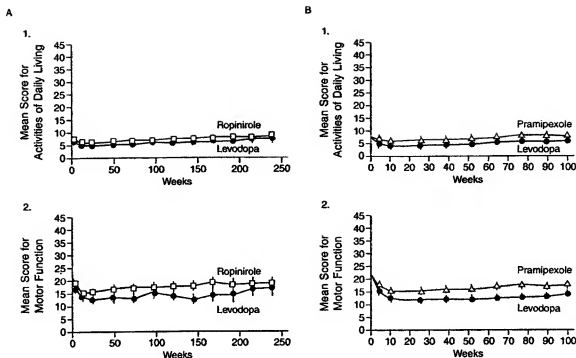 A
1.
Mean Score for
Activities of Daily Living
45
40
35
30
25
20
15
10
5
0
Ropinirole
Levodopa
0 50 100 150 200 250
Weeks
2.
Mean Score for
Motor Function
45
40
35
30
25
20
15
10
5
0
Ropinirole
Levodopa
0 50 100 150 200 250
Weeks
B
1.
Mean Score for
Activities of Daily Living
45
40
35
30
25
20
15
10
5
0
Pramipexole
Levodopa
0 10 20 30 40 50 60 70 80 90 100
Weeks
2.
Mean Score for
Motor Function
45
40
35
30
25
20
15
10
5
0
Pramipexole
Levodopa
0 10 20 30 40 50 60 70 80 90 100
Weeks